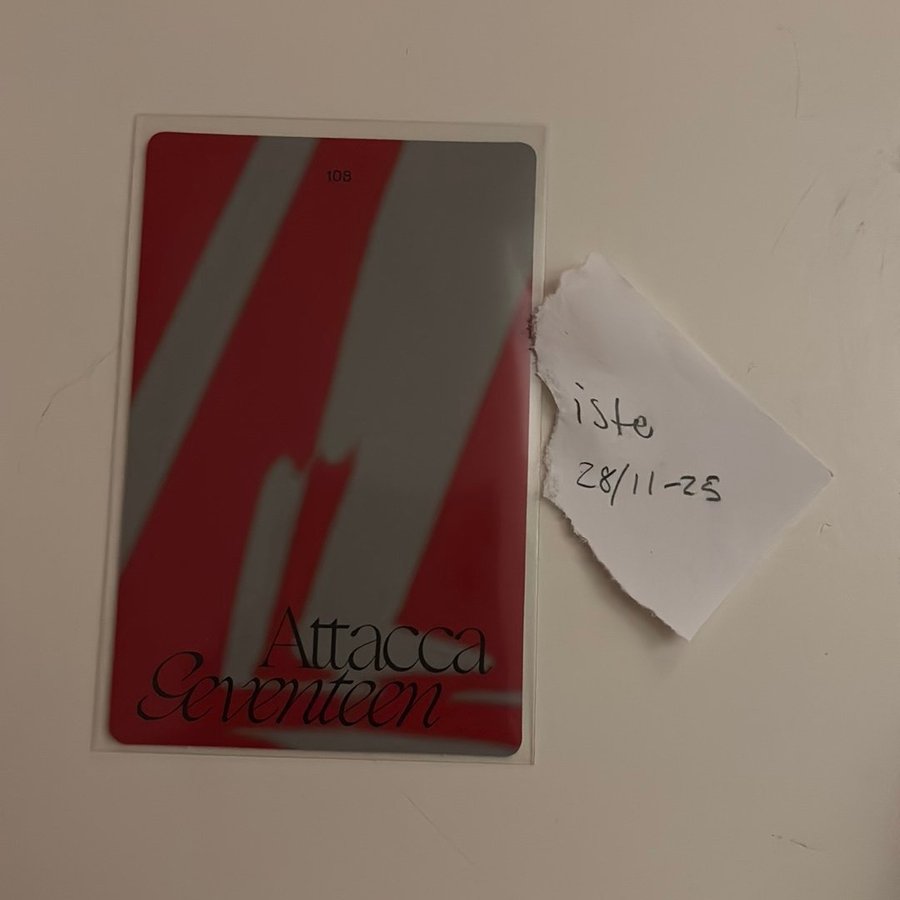 108
Attacca
Seventeen
iste
28/11-25